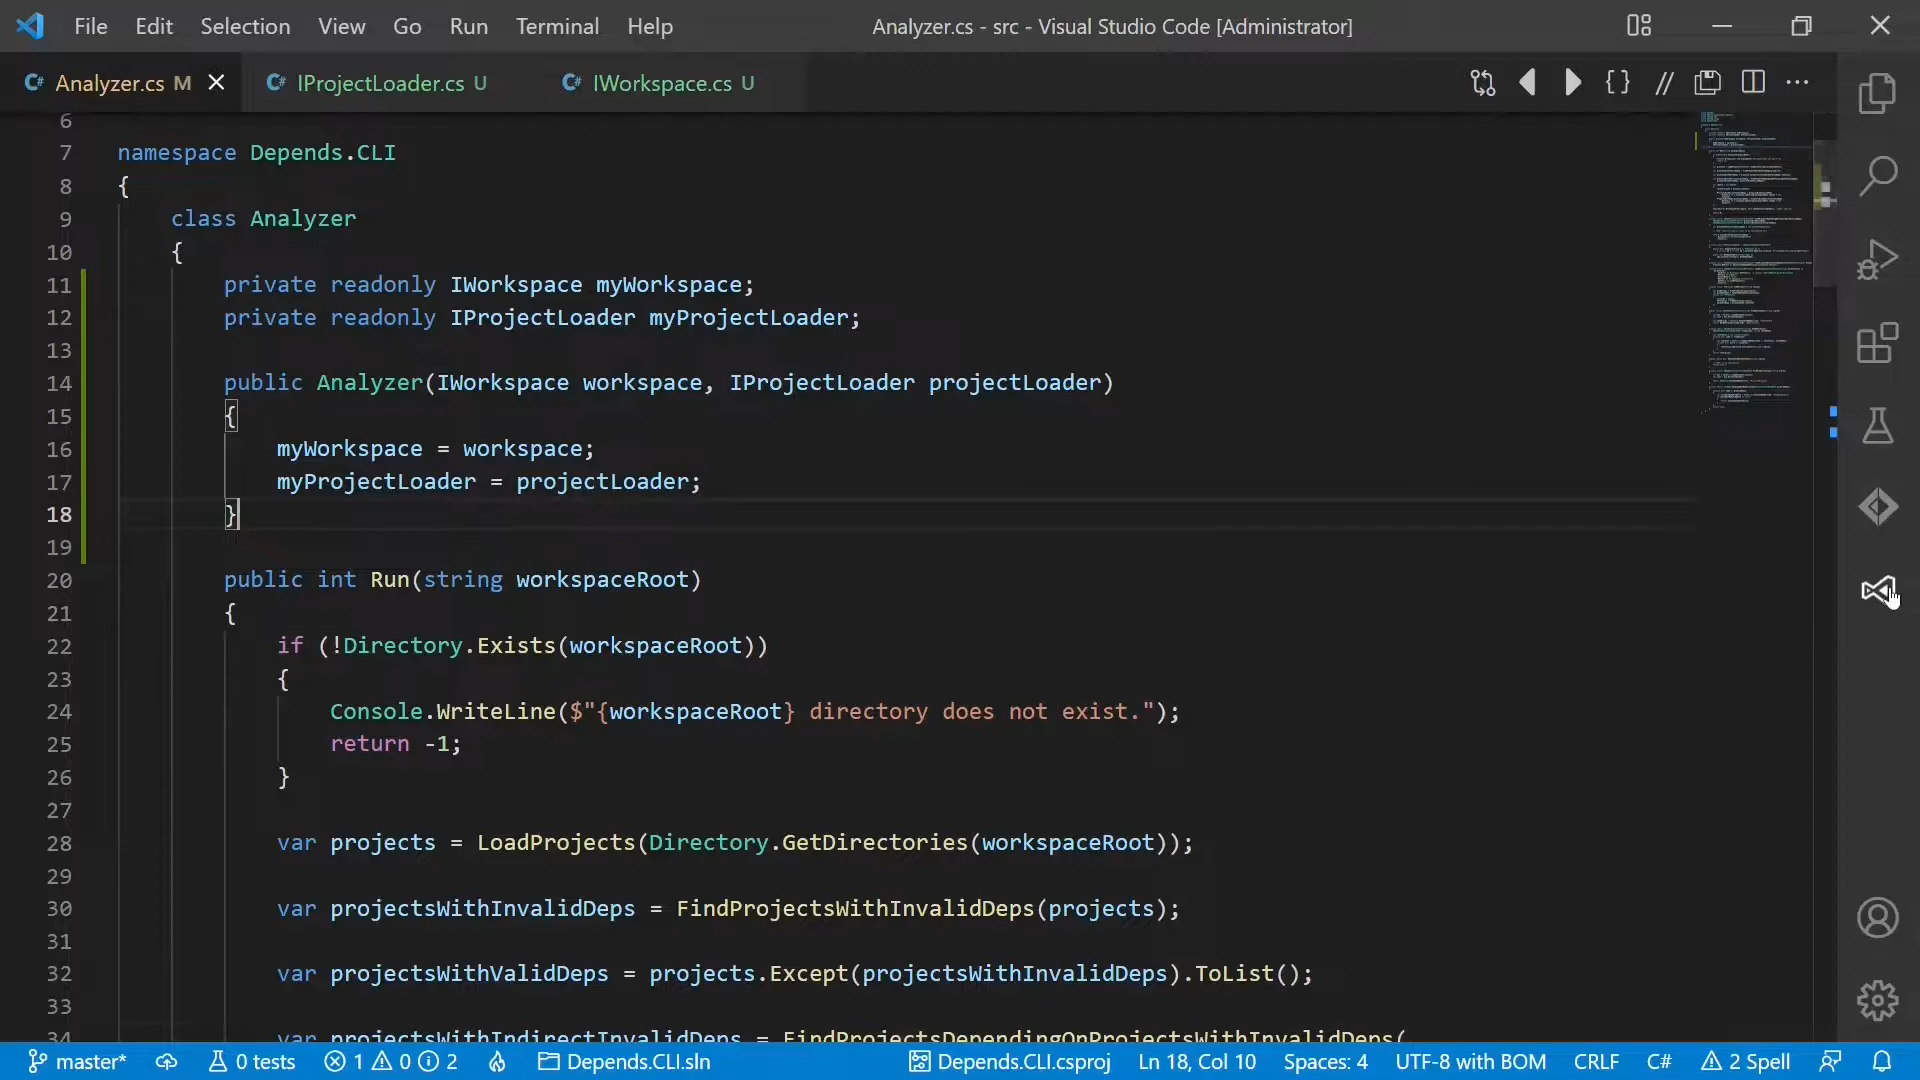 File Edit Selection View Go Run Terminal Help Analyzer.cs - src - Visual Studio Code [Administrator]
C# Analyzer.cs M C# IProjectLoader.cs U C# IWorkspace.cs U
6
7 namespace Depends.CLI
8 {
9 class Analyzer
10 {
11 private readonly IWorkspace myWorkspace;
12 private readonly IProjectLoader myProjectLoader;
13
14 public Analyzer(IWorkspace workspace, IProjectLoader projectLoader)
15 {
16 myWorkspace = workspace;
17 myProjectLoader = projectLoader;
18 }
19
20 public int Run(string workspaceRoot)
21 {
22 if (!Directory.Exists(workspaceRoot))
23 {
24 Console.WriteLine($"{workspaceRoot} directory does not exist.");
25 return -1;
26 }
27
28 var projects = LoadProjects(Directory.GetDirectories(workspaceRoot));
29
30 var projectsWithInvalidDeps = FindProjectsWithInvalidDeps(projects);
31
32 var projectsWithValidDeps = projects.Except(projectsWithInvalidDeps).ToList();
33
34 var projectsWithIndirectInvalidDeps = FindProjectsDependingOnProjectsWithInvalidDeps(
master* 0 tests 1 0 2 Depends.CLI.sln Depends.CLI.csproj Ln 18, Col 10 Spaces: 4 UTF-8 with BOM CRLF C# 2 Spell